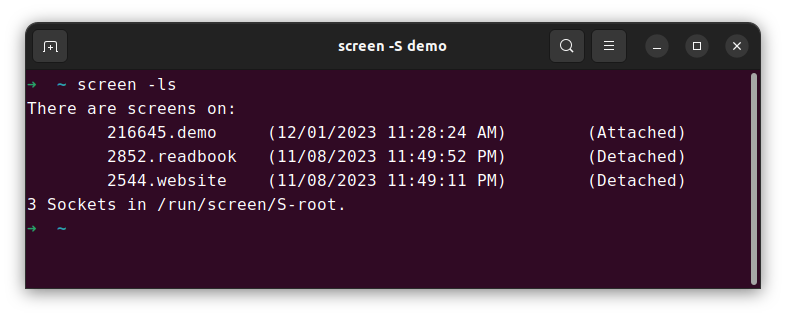 screen -S demo
➜  ~ screen -ls
There are screens on:
        216645.demo     (12/01/2023 11:28:24 AM)        (Attached)
        2852.readbook   (11/08/2023 11:49:52 PM)        (Detached)
        2544.website    (11/08/2023 11:49:11 PM)        (Detached)
3 Sockets in /run/screen/S-root.
➜  ~